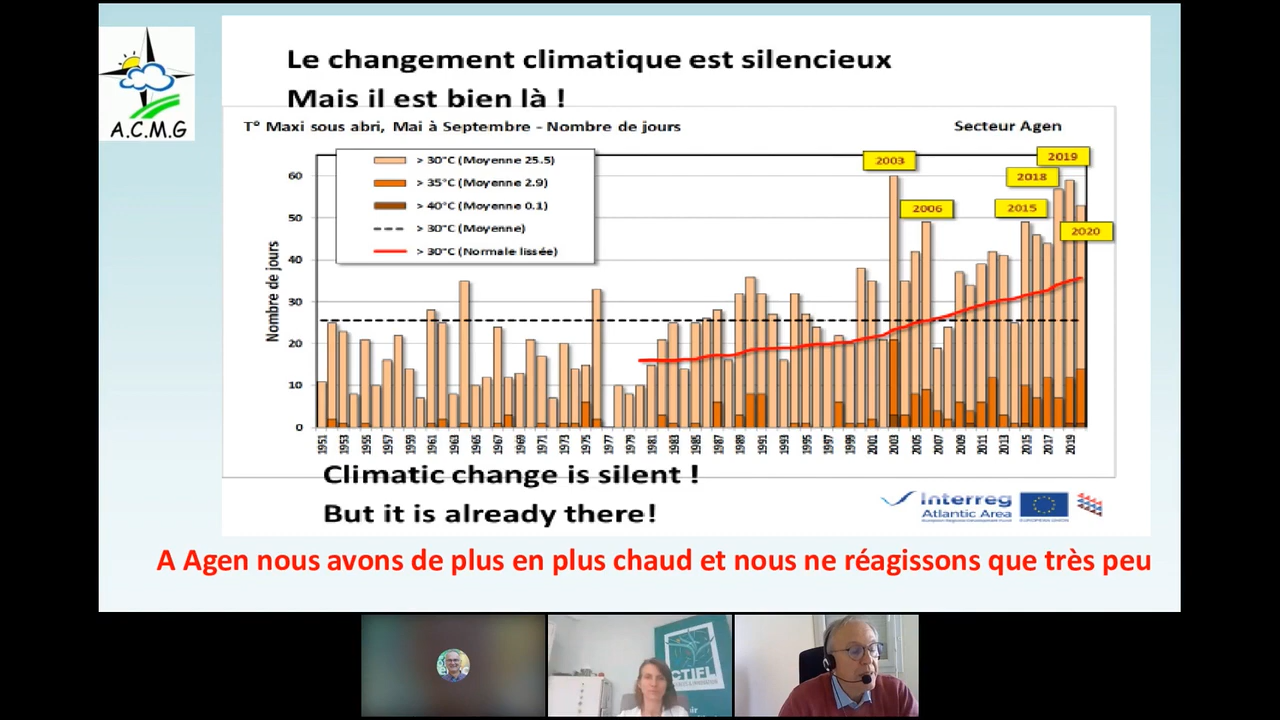 A.C.M.G
Le changement climatique est silencieux
Mais il est bien là !
T° Maxi sous abri, Mai à Septembre - Nombre de jours
Secteur Agen
> 30°C (Moyenne 25.5)
> 35°C (Moyenne 2.9)
> 40°C (Moyenne 0.1)
> 30°C (Moyenne)
> 30°C (Normale lissée)
2003
2006
2015
2018
2019
2020
Nombre de jours
60
50
40
30
20
10
0
1951 1953 1955 1957 1959 1961 1963 1965 1967 1969 1971 1973 1975 1977 1979 1981 1983 1985 1987 1989 1991 1993 1995 1997 1999 2001 2003 2005 2007 2009 2011 2013 2015 2017 2019
Climatic change is silent !
But it is already there!
Interreg
Atlantic Area
European Regional Development Fund
EUROPEAN UNION
A Agen nous avons de plus en plus chaud et nous ne réagissons que très peu
CTIFL